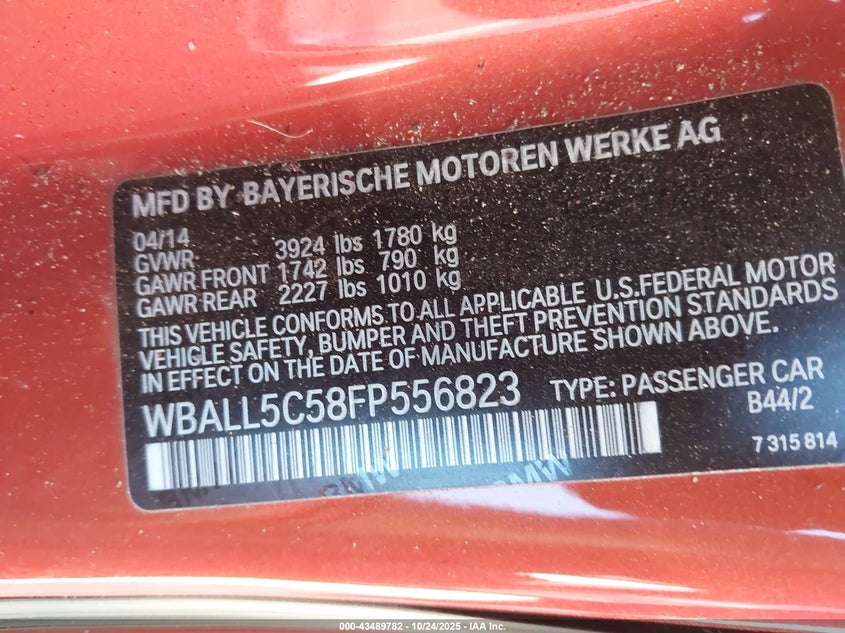 MFD BY BAYERISCHE MOTOREN WERKE AG
04/14
GVWR. 3924 lbs 1780 kg
GAWR FRONT 1742 lbs 790 kg
GAWR REAR 2227 lbs 1010 kg
THIS VEHICLE CONFORMS TO ALL APPLICABLE U.S.FEDERAL MOTOR
VEHICLE SAFETY, BUMPER AND THEFT PREVENTION STANDARDS
IN EFFECT ON THE DATE OF MANUFACTURE SHOWN ABOVE.
WBALL5C58FP556823 TYPE: PASSENGER CAR
B44/2
7 315 814
BMW BMW
000-43489782 - 10/24/2025 - IAA Inc.